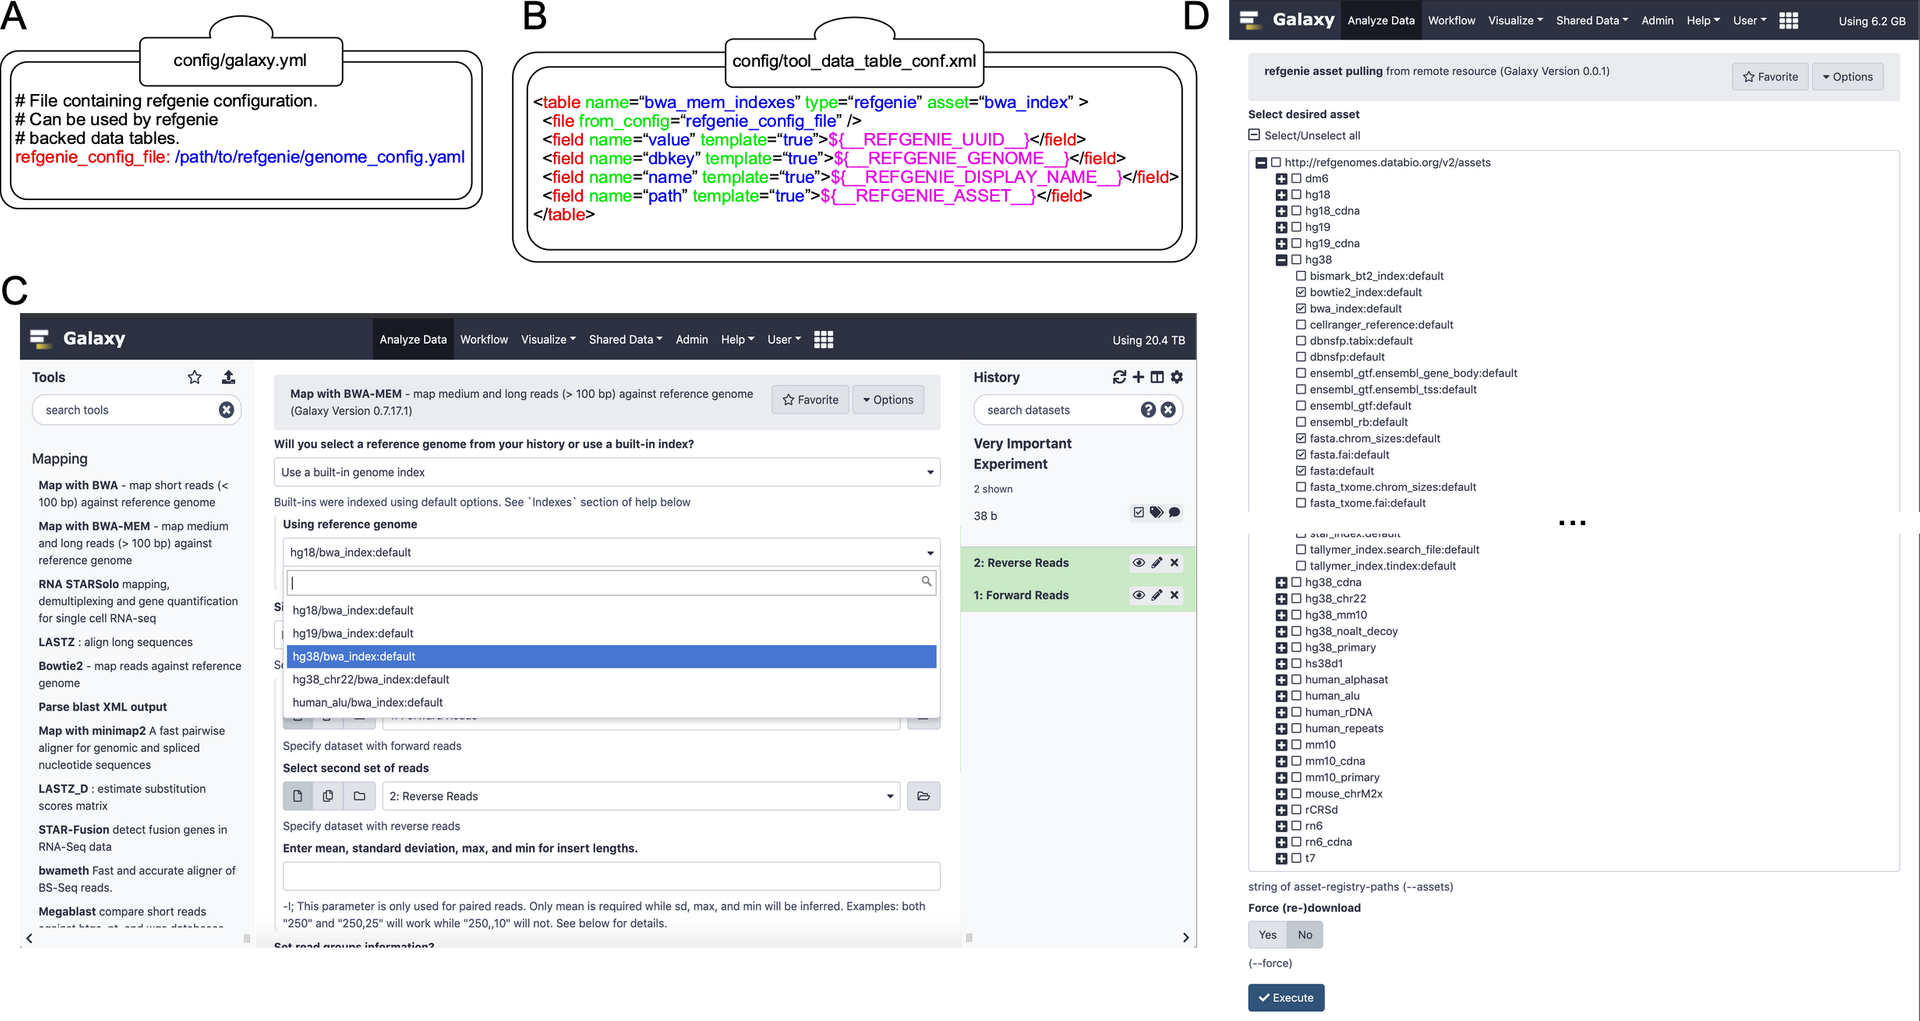 A
config/galaxy.yml
# File containing refgenie configuration.
# Can be used by refgenie
# backed data tables.
refgenie_config_file: /path/to/refgenie/genome_config.yaml
B
config/tool_data_table_conf.xml
<table name=“bwa_mem_indexes” type=“refgenie” asset=“bwa_index” >
<file from_config=“refgenie_config_file” />
<field name=“value” template=“true”>${__REFGENIE_UUID__}</field>
<field name=“dbkey” template=“true”>${__REFGENIE_GENOME__}</field>
<field name=“name” template=“true”>${__REFGENIE_DISPLAY_NAME__}</field>
<field name=“path” template=“true”>${__REFGENIE_ASSET__}</field>
</table>
C
Galaxy
Analyze Data Workflow Visualize Shared Data Admin Help User
Using 20.4 TB
Tools
search tools
Mapping
Map with BWA - map short reads (<
100 bp) against reference genome
Map with BWA-MEM - map medium
and long reads (> 100 bp) against
reference genome
RNA STARSolo mapping,
demultiplexing and gene quantification
for single cell RNA-seq
LASTZ : align long sequences
Bowtie2 - map reads against reference
genome
Parse blast XML output
Map with minimap2 A fast pairwise
aligner for genomic and spliced
nucleotide sequences
LASTZ_D : estimate substitution
scores matrix
STAR-Fusion detect fusion genes in
RNA-Seq data
bwameth Fast and accurate aligner of
BS-Seq reads.
Megablast compare short reads
Map with BWA-MEM - map medium and long reads (> 100 bp) against reference genome
(Galaxy Version 0.7.17.1)
Favorite
Options
Will you select a reference genome from your history or use a built-in index?
Use a built-in genome index
Built-ins were indexed using default options. See `Indexes` section of help below
Using reference genome
hg18/bwa_index:default
hg18/bwa_index:default
hg19/bwa_index:default
hg38/bwa_index:default
hg38_chr22/bwa_index:default
human_alu/bwa_index:default
Specify dataset with forward reads
Select second set of reads
2: Reverse Reads
Specify dataset with reverse reads
Enter mean, standard deviation, max, and min for insert lengths.
-I; This parameter is only used for paired reads. Only mean is required while sd, max, and min will be inferred. Examples: both
"250" and "250,25" will work while "250,,10" will not. See below for details.
Set read groups information?
History
search datasets
Very Important
Experiment
2 shown
38 b
2: Reverse Reads
1: Forward Reads
D
Galaxy
Analyze Data Workflow Visualize Shared Data Admin Help User
Using 6.2 GB
refgenie asset pulling from remote resource (Galaxy Version 0.0.1)
Favorite
Options
Select desired asset
Select/Unselect all
http://refgenomes.databio.org/v2/assets
dm6
hg18
hg18_cdna
hg19
hg19_cdna
hg38
bismark_bt2_index:default
bowtie2_index:default
bwa_index:default
cellranger_reference:default
dbnsfp.tabix:default
dbnsfp:default
ensembl_gtf.ensembl_gene_body:default
ensembl_gtf.ensembl_tss:default
ensembl_gtf:default
ensembl_rb:default
fasta.chrom_sizes:default
fasta.fai:default
fasta:default
fasta_txome.chrom_sizes:default
fasta_txome.fai:default
...
star_index:default
tallymer_index.search_file:default
tallymer_index.tindex:default
hg38_cdna
hg38_chr22
hg38_mm10
hg38_noalt_decoy
hg38_primary
hs38d1
human_alphasat
human_alu
human_rDNA
human_repeats
mm10
mm10_cdna
mm10_primary
mouse_chrM2x
rCRSd
rn6
rn6_cdna
t7
string of asset-registry-paths (--assets)
Force (re-)download
Yes No
(--force)
Execute